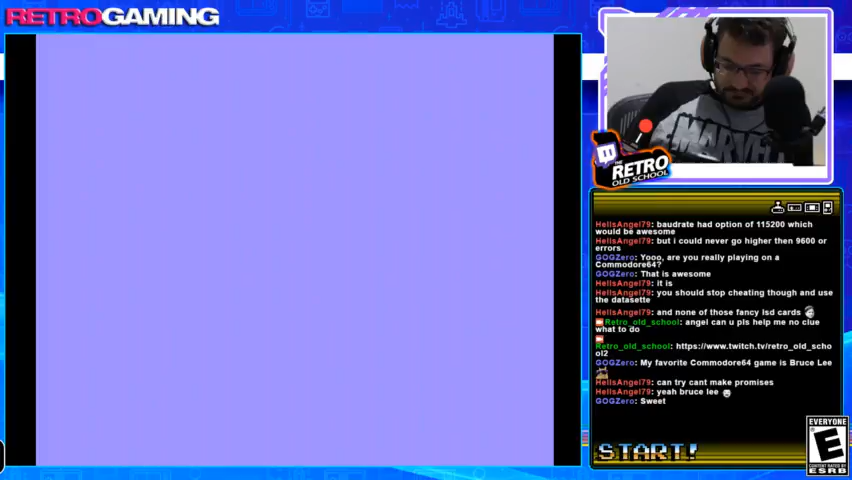 RETROGAMING
MARVEL
THE
RETRO
OLD SCHOOL
HellsAngel79: baudrate had option of 115200 which
would be awesome
HellsAngel79: but i could never go higher then 9600 or
errors
GOGZero: Yooo, are you really playing on a
Commodore64?
GOGZero: That is awesome
HellsAngel79: it is
HellsAngel79: you should stop cheating though and use
the datasette
HellsAngel79: and none of those fancy lsd cards
Retro_old_school: angel can u pls help me no clue
what to do
Retro_old_school: https://www.twitch.tv/retro_old_scho
ol2
GOGZero: My favorite Commodore64 game is Bruce Lee
HellsAngel79: can try cant make promises
HellsAngel79: yeah bruce lee
GOGZero: Sweet
START!
EVERYONE
E
CONTENT RATED BY
ESRB